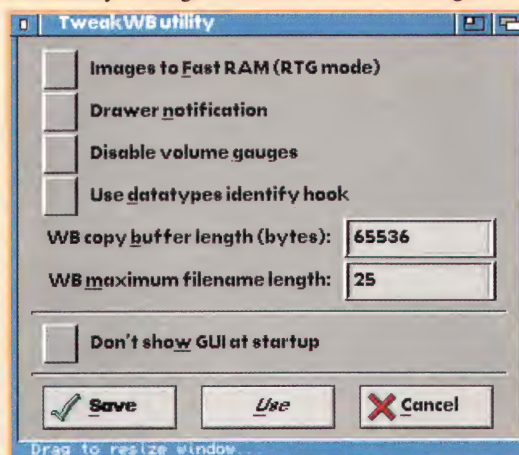 TweakWB utility
Images to Fast RAM (RTG mode)
Drawer notification
Disable volume gauges
Use datatypes identify hook
WB copy buffer length (bytes): 65536
WB maximum filename length: 25
Don't show GUI at startup
Save Use Cancel
Drag to resize window...